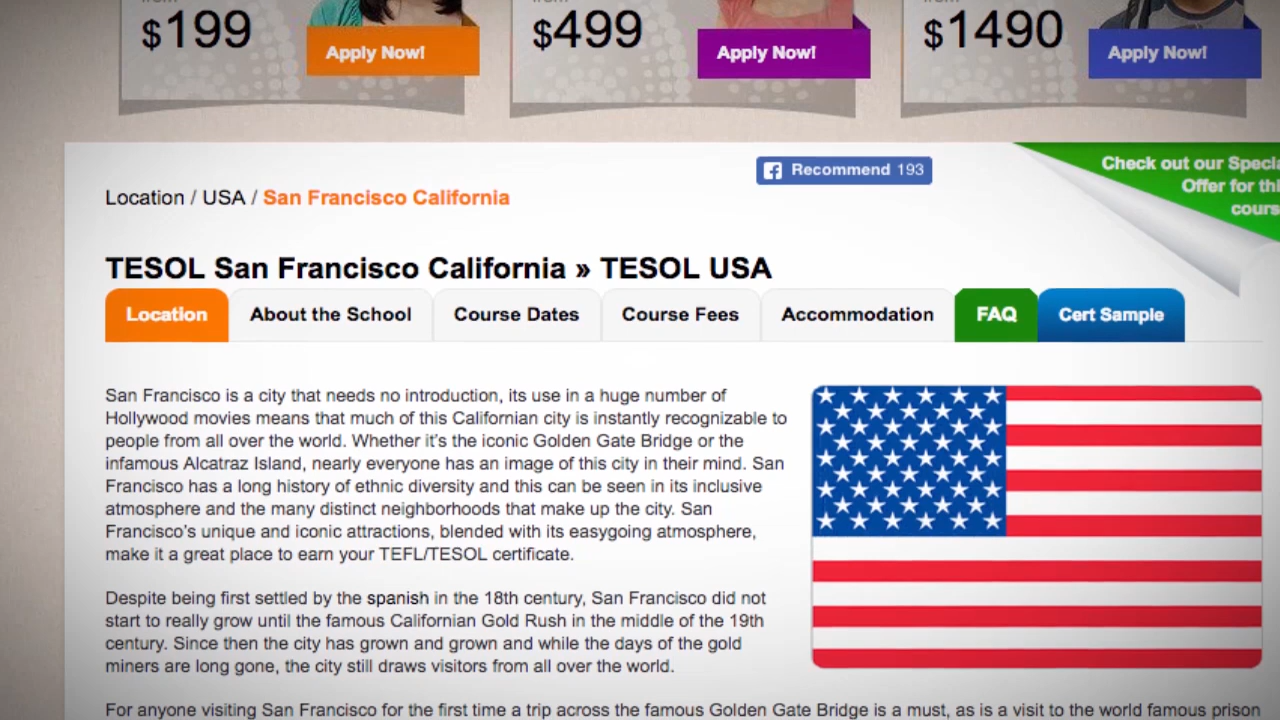 $199
$499
$1490
Apply Now!
Apply Now!
Apply Now!
Recommend 193
Check out our Specia
Offer for thi
cours
Location / USA / San Francisco California
TESOL San Francisco California » TESOL USA
Location
About the School
Course Dates
Course Fees
Accommodation
FAQ
Cert Sample
San Francisco is a city that needs no introduction, its use in a huge number of
Hollywood movies means that much of this Californian city is instantly recognizable to
people from all over the world. Whether it's the iconic Golden Gate Bridge or the
infamous Alcatraz Island, nearly everyone has an image of this city in their mind. San
Francisco has a long history of ethnic diversity and this can be seen in its inclusive
atmosphere and the many distinct neighborhoods that make up the city. San
Francisco's unique and iconic attractions, blended with its easygoing atmosphere,
make it a great place to earn your TEFL/TESOL certificate.
Despite being first settled by the spanish in the 18th century, San Francisco did not
start to really grow until the famous Californian Gold Rush in the middle of the 19th
century. Since then the city has grown and grown and while the days of the gold
miners are long gone, the city still draws visitors from all over the world.
For anyone visiting San Francisco for the first time a trip across the famous Golden Gate Bridge is a must, as is a visit to the world famous prison